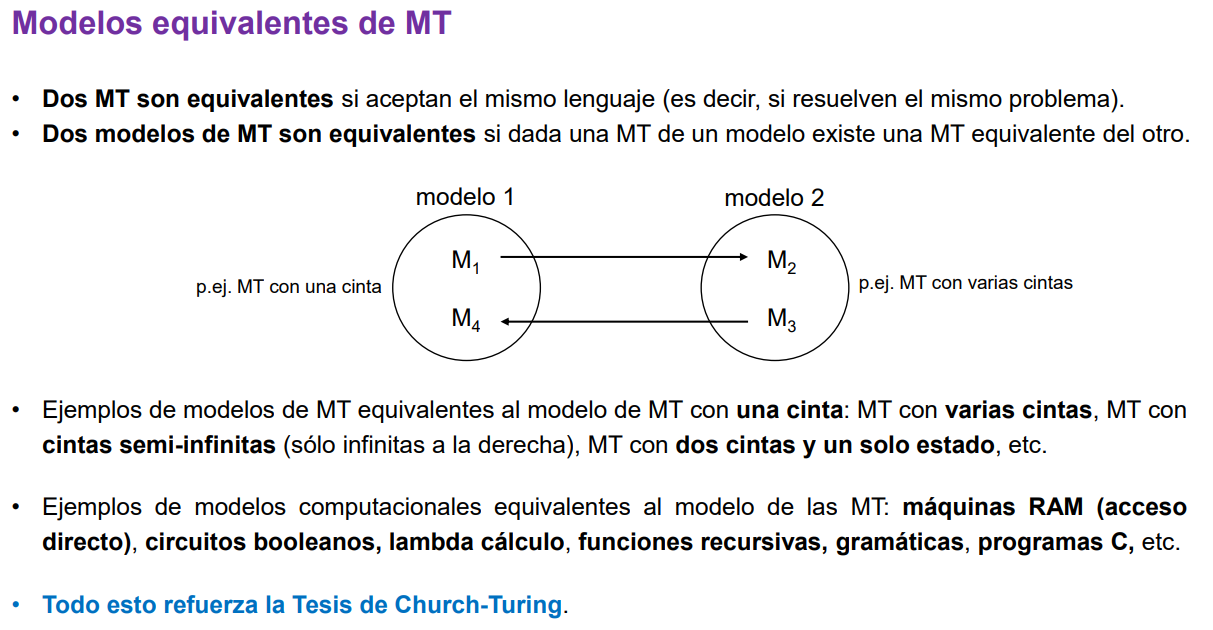 Modelos equivalentes de MT
• Dos MT son equivalentes si aceptan el mismo lenguaje (es decir, si resuelven el mismo problema).
• Dos modelos de MT son equivalentes si dada una MT de un modelo existe una MT equivalente del otro.
modelo 1
modelo 2
M1
M2
p.ej. MT con una cinta
p.ej. MT con varias cintas
M4
M3
• Ejemplos de modelos de MT equivalentes al modelo de MT con una cinta: MT con varias cintas, MT con
cintas semi-infinitas (sólo infinitas a la derecha), MT con dos cintas y un solo estado, etc.
• Ejemplos de modelos computacionales equivalentes al modelo de las MT: máquinas RAM (acceso
directo), circuitos booleanos, lambda cálculo, funciones recursivas, gramáticas, programas C, etc.
• Todo esto refuerza la Tesis de Church-Turing.